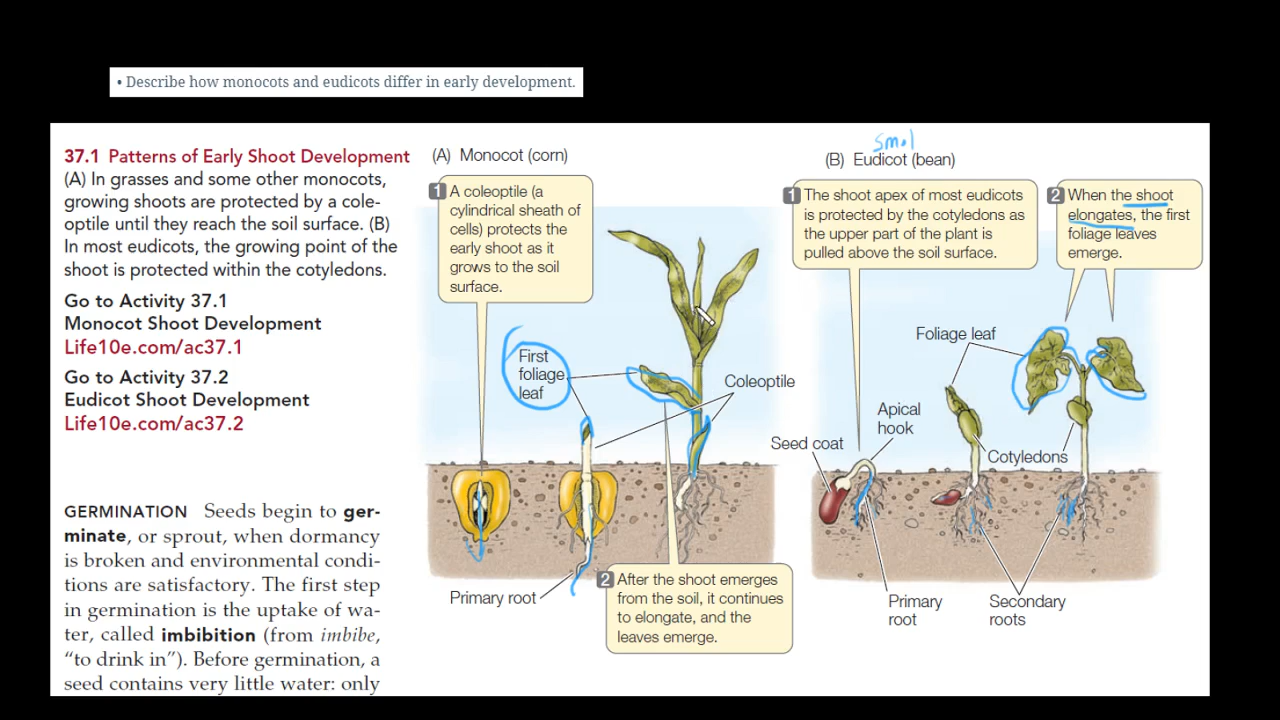 • Describe how monocots and eudicots differ in early development.
37.1 Patterns of Early Shoot Development
(A) In grasses and some other monocots,
growing shoots are protected by a cole-
optile until they reach the soil surface. (B)
In most eudicots, the growing point of the
shoot is protected within the cotyledons.
Go to Activity 37.1
Monocot Shoot Development
Life10e.com/ac37.1
Go to Activity 37.2
Eudicot Shoot Development
Life10e.com/ac37.2
GERMINATION Seeds begin to ger-
minate, or sprout, when dormancy
is broken and environmental condi-
tions are satisfactory. The first step
in germination is the uptake of wa-
ter, called imbibition (from imbibe,
“to drink in”). Before germination, a
seed contains very little water: only
(A) Monocot (corn)
1 A coleoptile (a
cylindrical sheath of
cells) protects the
early shoot as it
grows to the soil
surface.
First
foliage
leaf
Coleoptile
Primary root
2 After the shoot emerges
from the soil, it continues
to elongate, and the
leaves emerge.
(B) Eudicot (bean)
1 The shoot apex of most eudicots
is protected by the cotyledons as
the upper part of the plant is
pulled above the soil surface.
2 When the shoot
elongates, the first
foliage leaves
emerge.
Foliage leaf
Apical
hook
Seed coat
Cotyledons
Primary
root
Secondary
roots